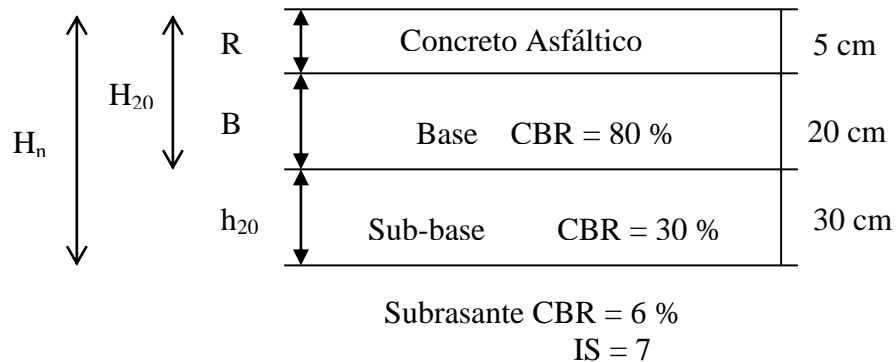 R Concreto Asfáltico 5 cm
H₂₀
B Base CBR = 80 % 20 cm
Hₙ
h₂₀ Sub-base CBR = 30 % 30 cm
Subrasante CBR = 6 %
IS = 7